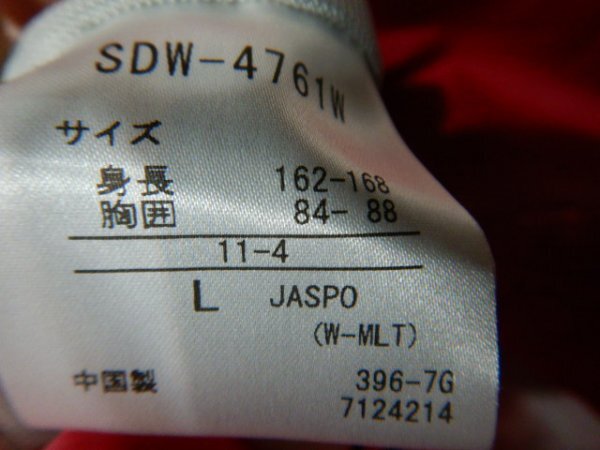 SDW-4761W
サイズ
身長 162-168
胸囲 84- 88
11-4
L JASPO
(W-MLT)
中国製 396-7G
7124214